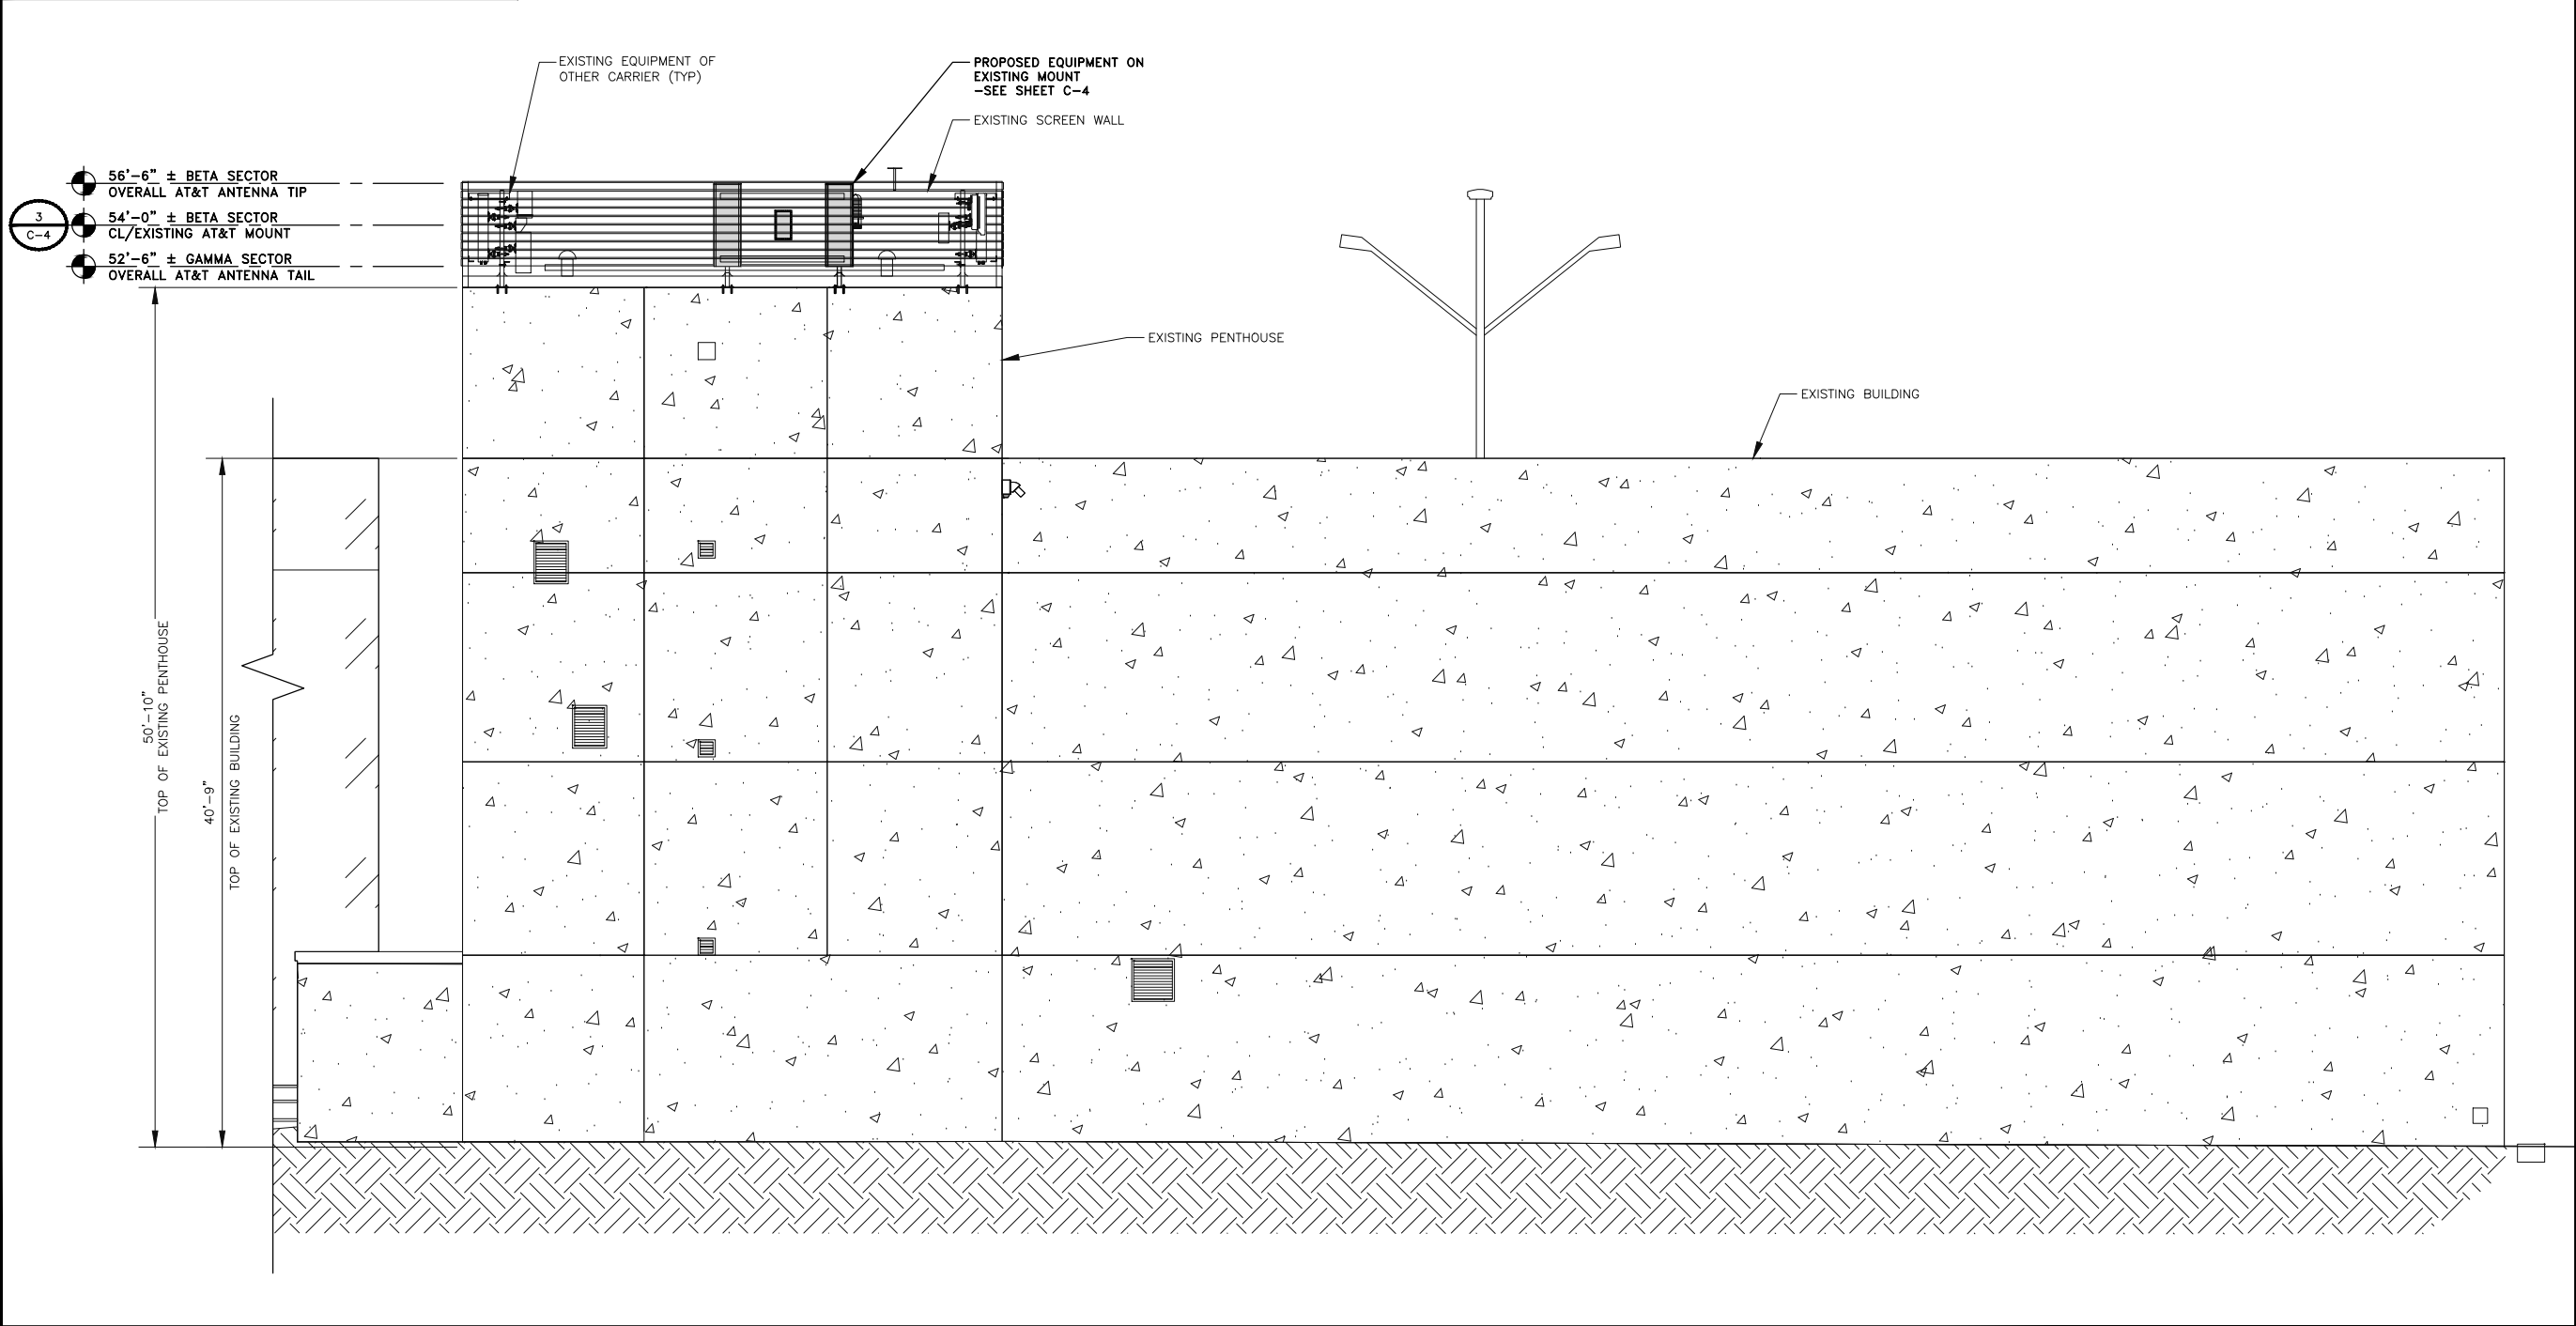 EXISTING EQUIPMENT OF
OTHER CARRIER (TYP)
PROPOSED EQUIPMENT ON
EXISTING MOUNT
-SEE SHEET C-4
EXISTING SCREEN WALL
56'-6" ± BETA SECTOR
OVERALL AT&T ANTENNA TIP
3
C-4
54'-0" ± BETA SECTOR
CL/EXISTING AT&T MOUNT
52'-6" ± GAMMA SECTOR
OVERALL AT&T ANTENNA TAIL
EXISTING PENTHOUSE
EXISTING BUILDING
50'-10"
TOP OF EXISTING PENTHOUSE
40'-9"
TOP OF EXISTING BUILDING